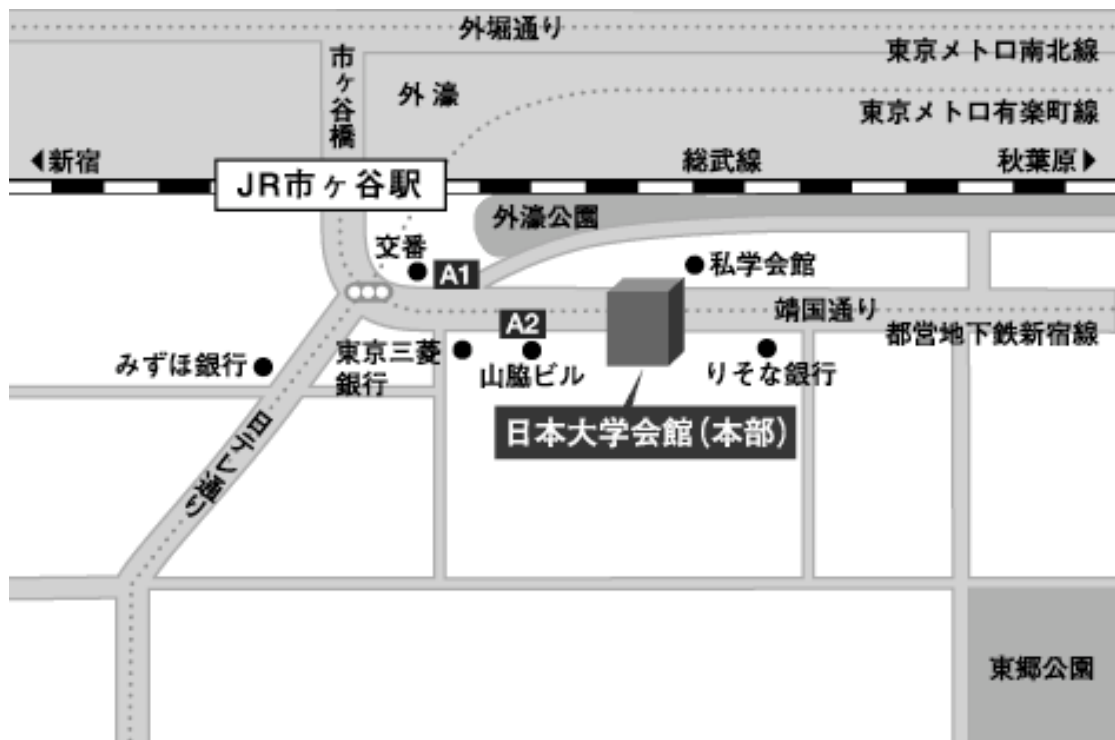 外堀通り
東京メトロ南北線
市ヶ谷橋
外濠
東京メトロ有楽町線
新宿
総武線
秋葉原
JR市ヶ谷駅
外濠公園
交番
A1
私学会館
靖国通り
A2
都営地下鉄新宿線
東京三菱
銀行
山脇ビル
りそな銀行
みずほ銀行
日本大学会館(本部)
日テレ通り
東郷公園